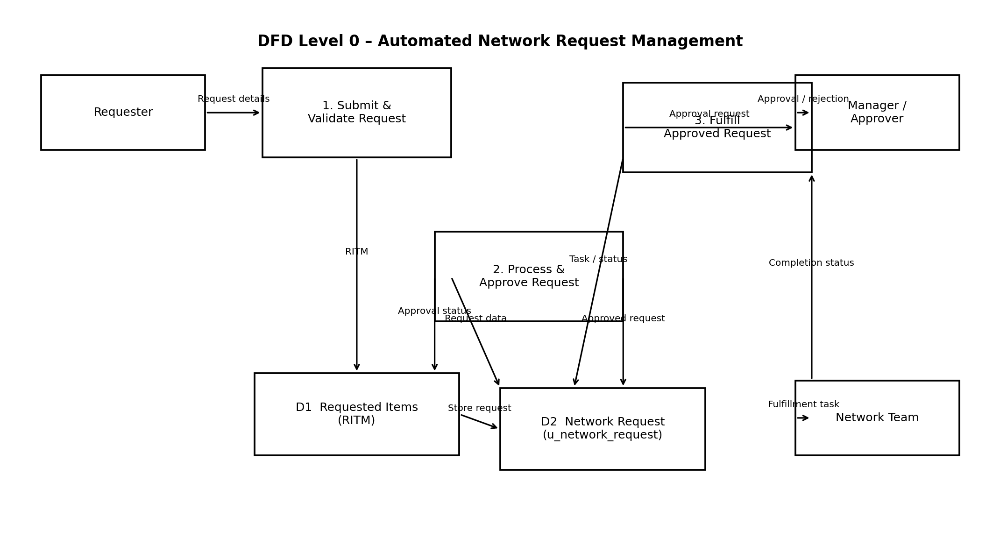 DFD Level 0 – Automated Network Request Management
Requester
Request details
1. Submit &
Validate Request
Approval request
3. Fulfill
Approved Request
Approval / rejection
Manager /
Approver
RITM
Task / status
2. Process &
Approve Request
Completion status
Approval status
Request data
Approved request
D1  Requested Items
(RITM)
Store request
D2  Network Request
(u_network_request)
Fulfillment task
Network Team